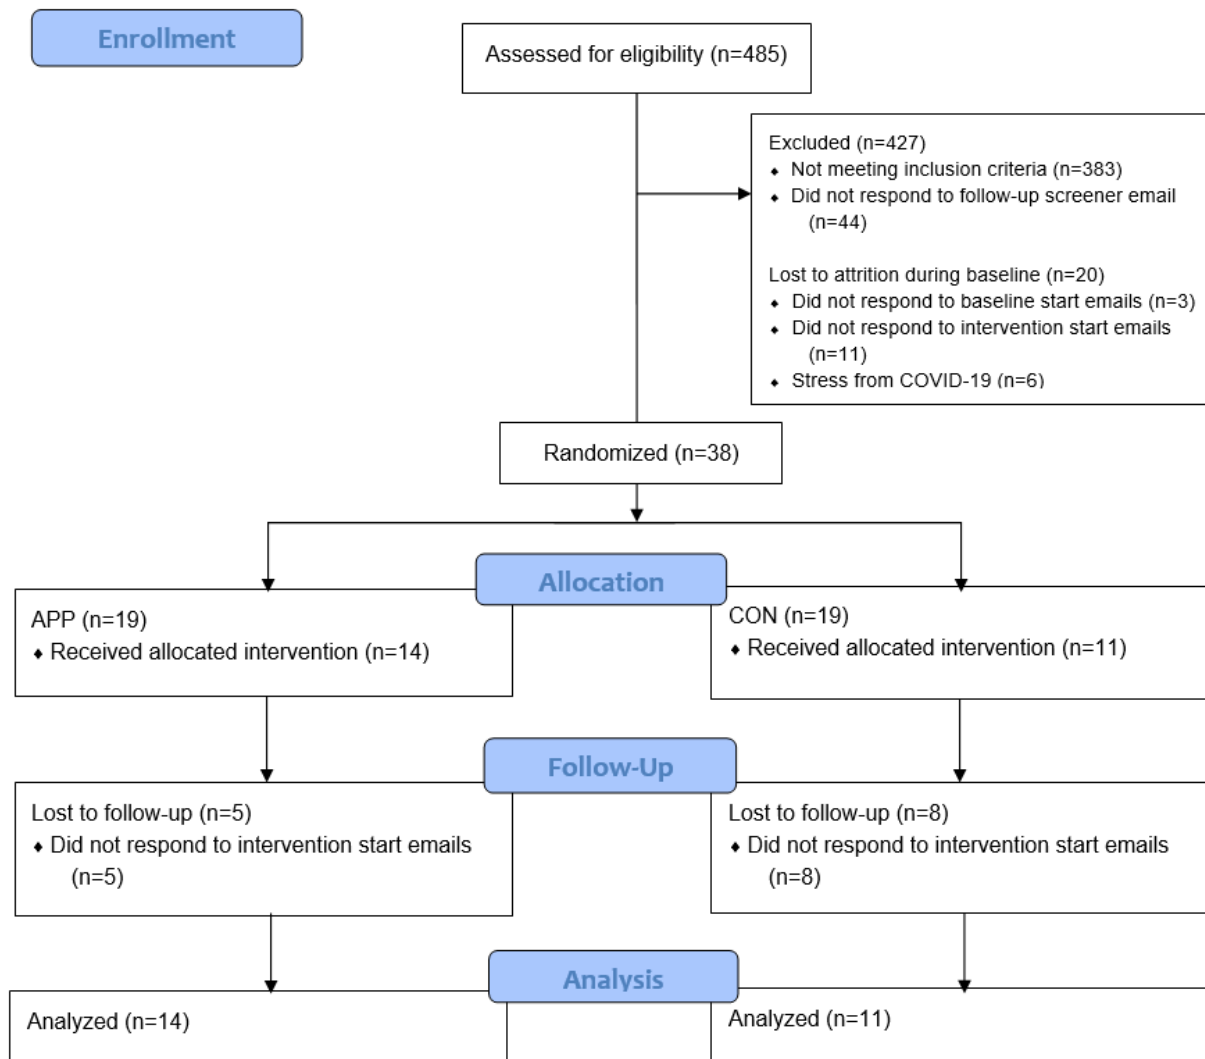 Enrollment
Assessed for eligibility (n=485)
Excluded (n=427)
⬥ Not meeting inclusion criteria (n=383)
⬥ Did not respond to follow-up screener email
(n=44)
Lost to attrition during baseline (n=20)
⬥ Did not respond to baseline start emails (n=3)
⬥ Did not respond to intervention start emails
(n=11)
⬥ Stress from COVID-19 (n=6)
Randomized (n=38)
Allocation
APP (n=19)
♦ Received allocated intervention (n=14)
CON (n=19)
♦ Received allocated intervention (n=11)
Follow-Up
Lost to follow-up (n=5)
♦ Did not respond to intervention start emails
(n=5)
Lost to follow-up (n=8)
♦ Did not respond to intervention start emails
(n=8)
Analysis
Analyzed (n=14)
Analyzed (n=11)